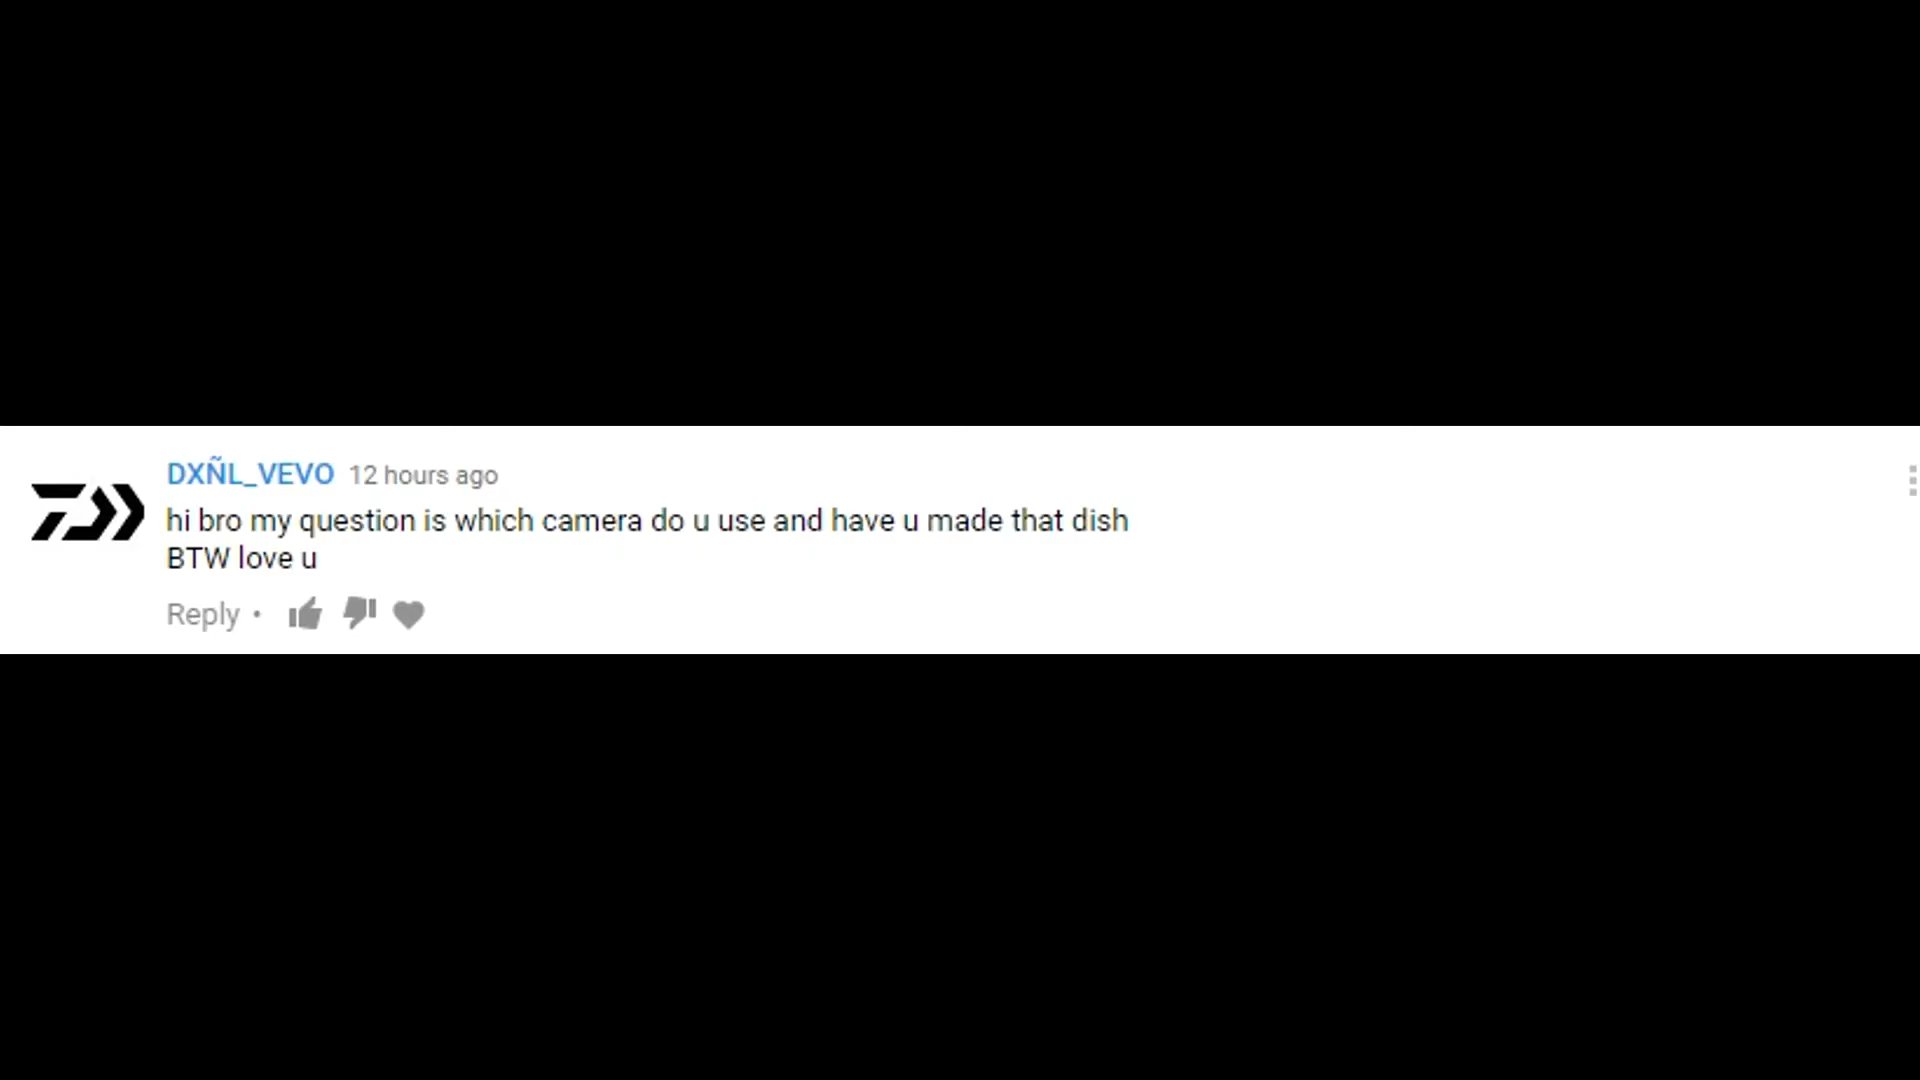 DXÑL_VEVO 12 hours ago
hi bro my question is which camera do u use and have u made that dish
BTW love u
Reply •